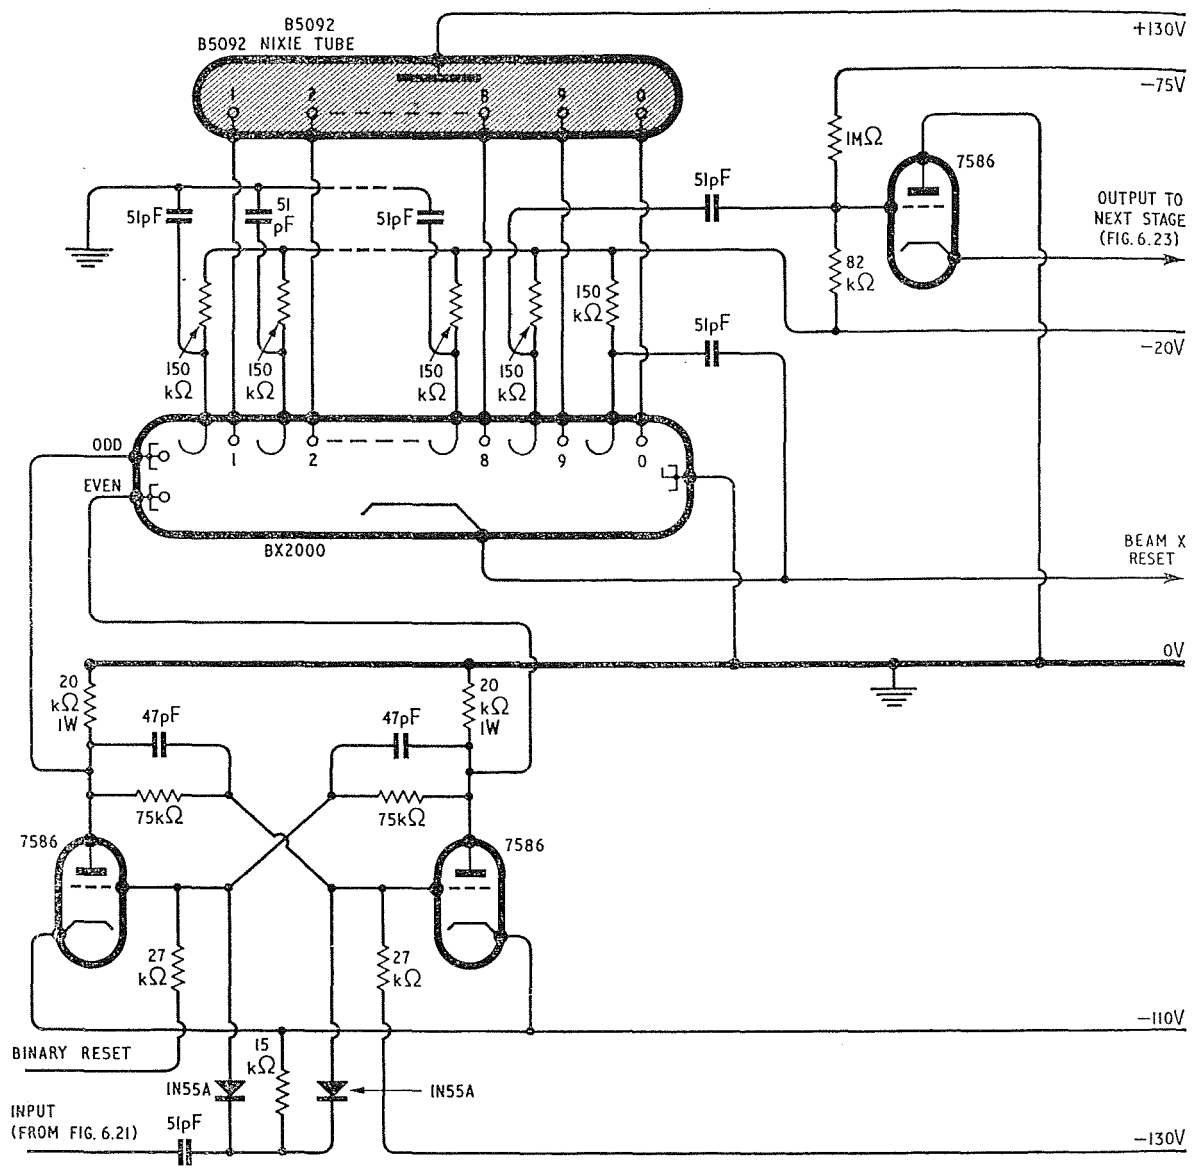 B5092
B5092 NIXIE TUBE
+130V
−75V
1 2 8 9 0
1MΩ
7586
51pF
51pF
51
pF
51pF
OUTPUT TO
NEXT STAGE
(FIG. 6.23)
82
kΩ
150
kΩ
51pF
−20V
150
kΩ
150
kΩ
150
kΩ
150
kΩ
ODD
1 2 8 9 0
EVEN
BX2000
BEAM X
RESET
0V
20
kΩ
1W
47pF
47pF
20
kΩ
1W
75kΩ
75kΩ
7586
7586
27
kΩ
27
kΩ
−110V
BINARY RESET
15
kΩ
1N55A
1N55A
INPUT
(FROM FIG. 6.21)
51pF
−130V